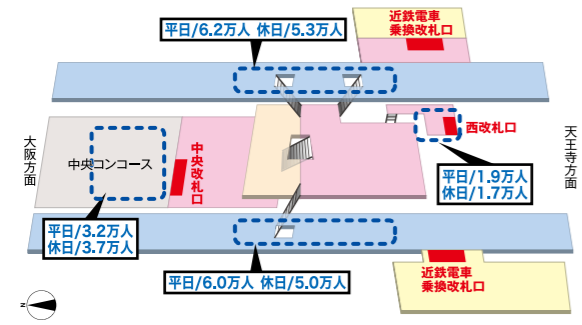 平日/6.2万人 休日/5.3万人
近鉄電車
乗換改札口
大阪方面
中央コンコース
中央改札口
西改札口
天王寺方面
平日/1.9万人
休日/1.7万人
平日/3.2万人
休日/3.7万人
平日/6.0万人 休日/5.0万人
近鉄電車
乗換改札口
N